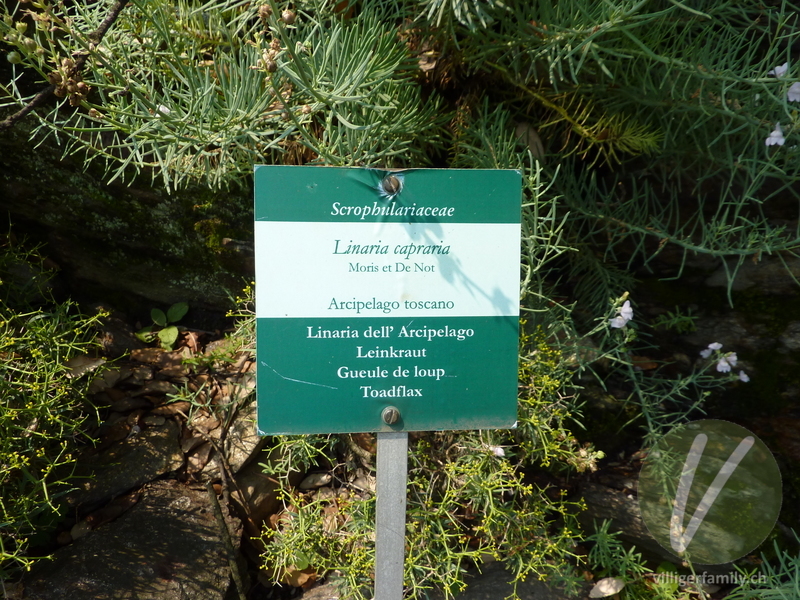 Scrophulariaceae
Linaria capraria
Moris et De Not
Arcipelago toscano
Linaria dell' Arcipelago
Leinkraut
Gueule de loup
Toadflax
V
villigerfamily.ch